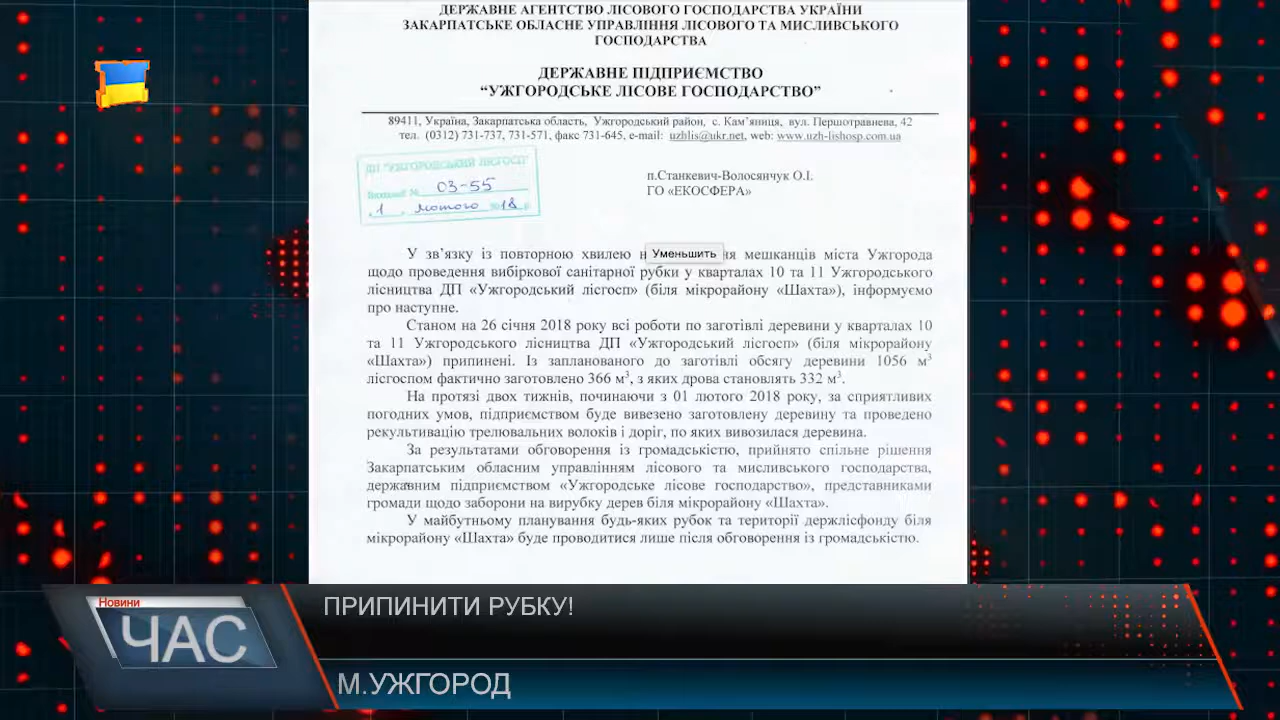 ДЕРЖАВНЕ АГЕНТСТВО ЛІСОВОГО ГОСПОДАРСТВА УКРАЇНИ
ЗАКАРПАТСЬКЕ ОБЛАСНЕ УПРАВЛІННЯ ЛІСОВОГО ТА МИСЛИВСЬКОГО
ГОСПОДАРСТВА
ДЕРЖАВНЕ ПІДПРИЄМСТВО
“УЖГОРОДСЬКЕ ЛІСОВЕ ГОСПОДАРСТВО”
89411, Україна, Закарпатська область, Ужгородський район, с. Кам’яниця, вул. Першотравнева, 42
тел. (0312) 731-737, 731-571, факс 731-645, e-mail: uzhlis@ukr.net, web: www.uzh-lishosp.com.ua
ДП "УЖГОРОДСЬКИЙ ЛІСГОСП"
Вихідний № 03-55
„1„ лютого 2018 р.
п.Станкевич-Волосянчук О.І.
ГО «ЕКОСФЕРА»
У зв’язку із повторною хвилею мешканців міста Ужгорода
Уменьшить
щодо проведення вибіркової санітарної рубки у кварталах 10 та 11 Ужгородського
лісництва ДП «Ужгородський лісгосп» (біля мікрорайону «Шахта»), інформуємо
про наступне.
Станом на 26 січня 2018 року всі роботи по заготівлі деревини у кварталах 10
та 11 Ужгородського лісництва ДП «Ужгородський лісгосп» (біля мікрорайону
«Шахта») припинені. Із запланованого до заготівлі обсягу деревини 1056 м³
лісгоспом фактично заготовлено 366 м³, з яких дрова становлять 332 м³.
На протязі двох тижнів, починаючи з 01 лютого 2018 року, за сприятливих
погодних умов, підприємством буде вивезено заготовлену деревину та проведено
рекультивацію трелювальних волоків і доріг, по яких вивозилася деревина.
За результатами обговорення із громадськістю, прийнято спільне рішення
Закарпатським обласним управлінням лісового та мисливського господарства,
державним підприємством «Ужгородське лісове господарство», представниками
громади щодо заборони на вирубку дерев біля мікрорайону «Шахта».
У майбутньому планування будь-яких рубок та території держлісфонду біля
мікрорайону «Шахта» буде проводитися лише після обговорення із громадськістю.
Новини
ЧАС
ПРИПИНИТИ РУБКУ!
М.УЖГОРОД